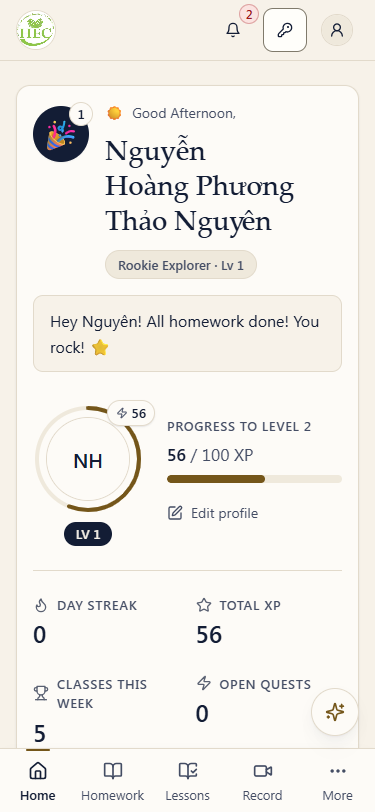 HEC
2
1
Good Afternoon,
Nguyễn
Hoàng Phương
Thảo Nguyên
Rookie Explorer · Lv 1
Hey Nguyên! All homework done! You
rock! ⭐
56
NH
LV 1
PROGRESS TO LEVEL 2
56 / 100 XP
Edit profile
DAY STREAK
0
TOTAL XP
56
CLASSES THIS
WEEK
5
OPEN QUESTS
0
Home
Homework
Lessons
Record
More